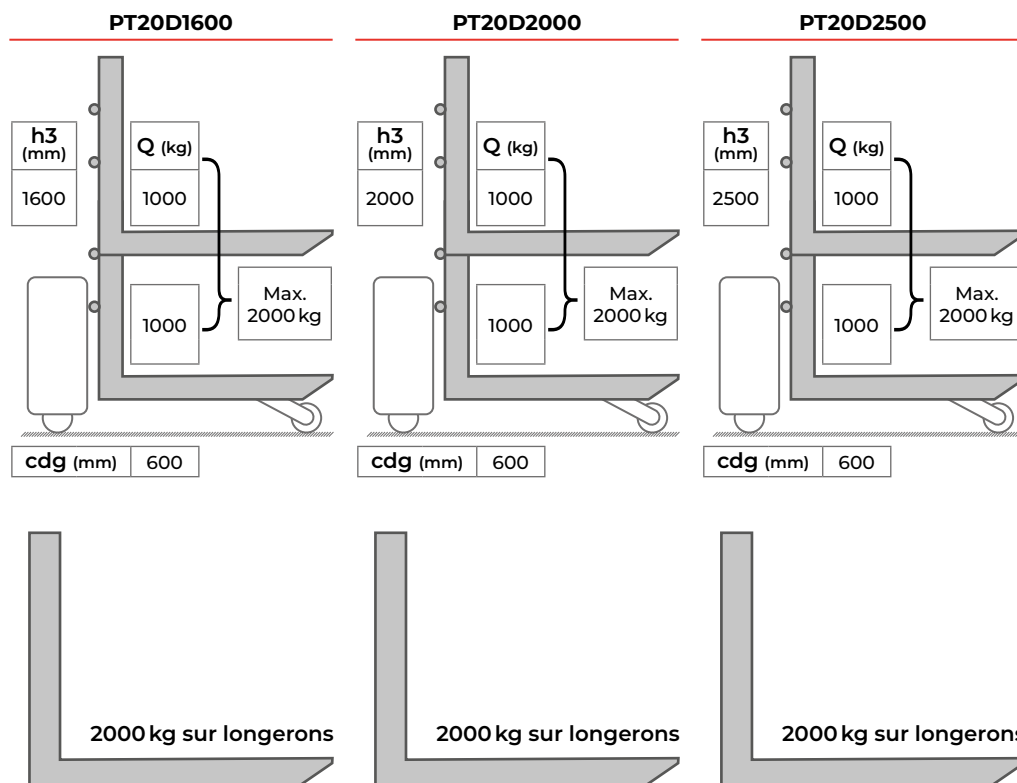 PT20D1600
h3
(mm)
1600
Q (kg)
1000
1000
Max.
2000 kg
cdg (mm) 600
2000 kg sur longerons
PT20D2000
h3
(mm)
2000
Q (kg)
1000
1000
Max.
2000 kg
cdg (mm) 600
2000 kg sur longerons
PT20D2500
h3
(mm)
2500
Q (kg)
1000
1000
Max.
2000 kg
cdg (mm) 600
2000 kg sur longerons